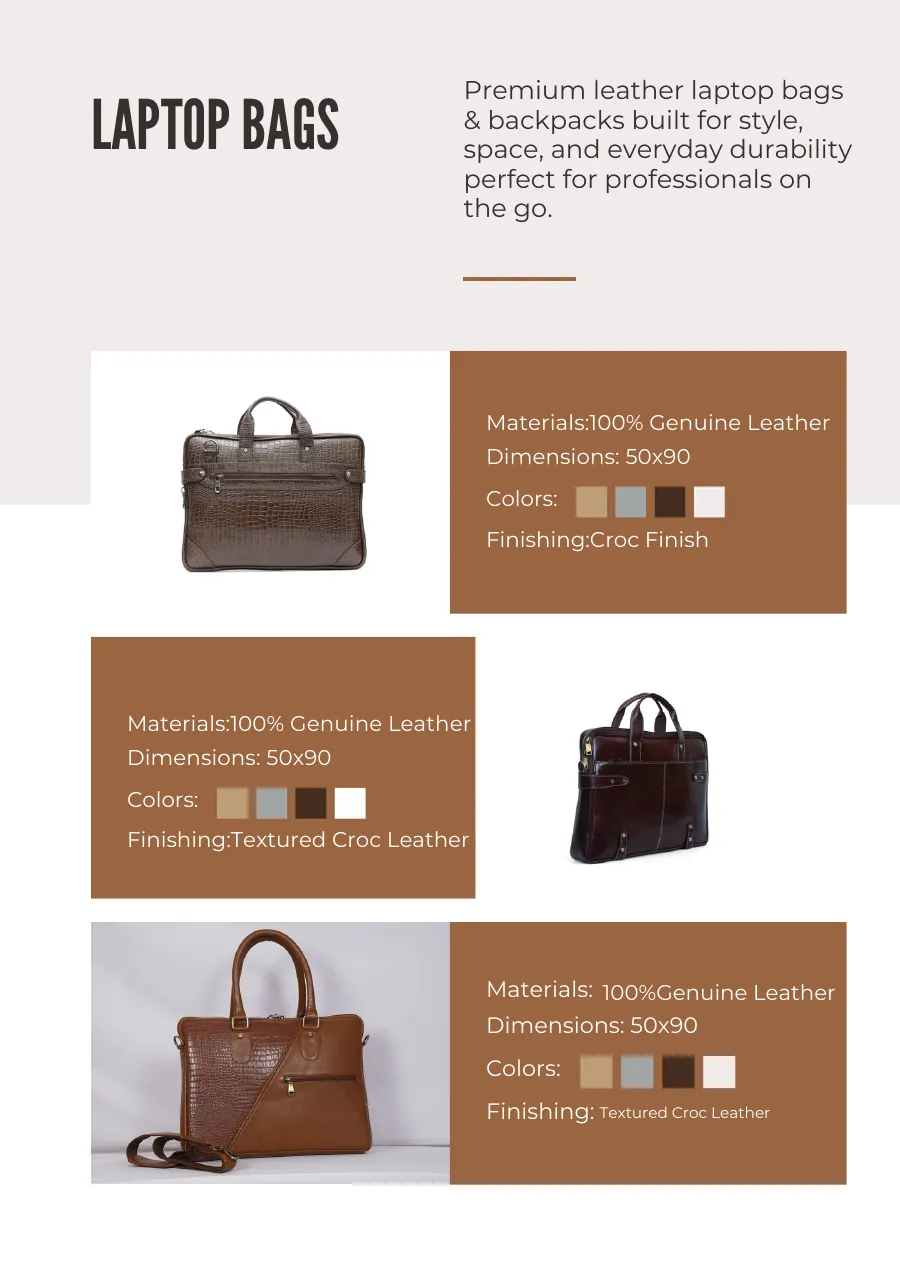 LAPTOP BAGS
Premium leather laptop bags
& backpacks built for style,
space, and everyday durability
perfect for professionals on
the go.
Materials:100% Genuine Leather
Dimensions: 50x90
Colors:
Finishing:Croc Finish
Materials:100% Genuine Leather
Dimensions: 50x90
Colors:
Finishing:Textured Croc Leather
Materials: 100%Genuine Leather
Dimensions: 50x90
Colors:
Finishing: Textured Croc Leather